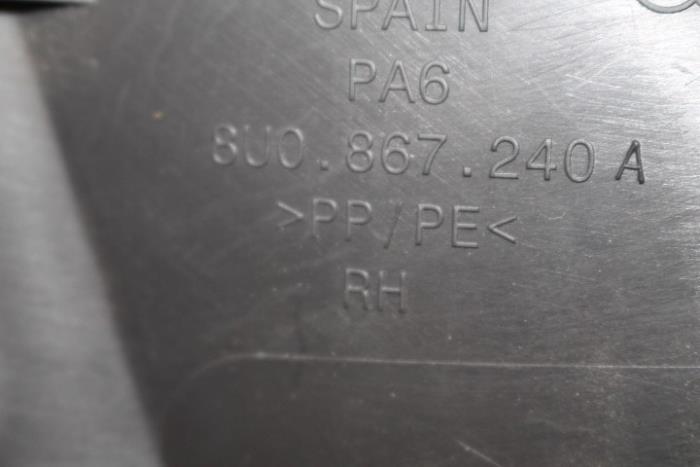 SPAIN
PA6
8U0.867.240 A
>PP/PE<
RH